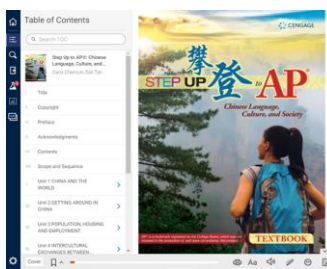 Table of Contents
Search TOC
Step Up to AP®: Chinese
Language, Culture, and...
Title
Copyright
Preface
Acknowledgments
Contents
Scope and Sequence
Unit 1 CHINA AND THE
WORLD
Unit 2 GETTING AROUND IN
CHINA
Unit 3 POPULATION, HOUSING
AND EMPLOYMENT
Unit 4 INTERCULTURAL
EXCHANGES BETWEEN
Cover
Aa
CENGAGE
攀
登
STEP UP to AP®
Chinese Language,
Culture, and Society
TEXTBOOK